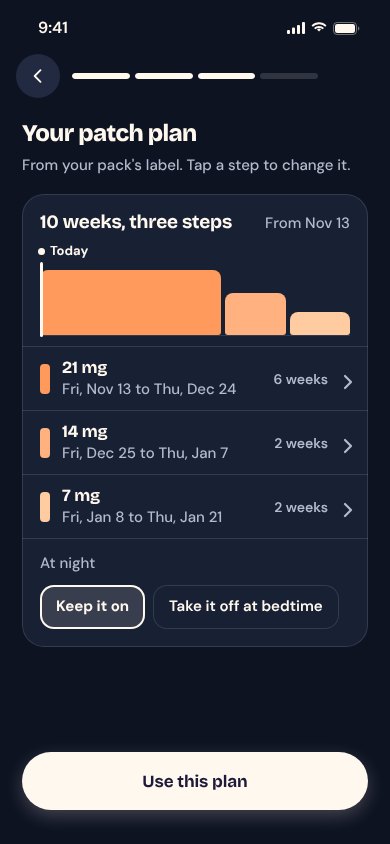 9:41
Your patch plan
From your pack's label. Tap a step to change it.
10 weeks, three steps
From Nov 13
Today
21 mg
Fri, Nov 13 to Thu, Dec 24
6 weeks
14 mg
Fri, Dec 25 to Thu, Jan 7
2 weeks
7 mg
Fri, Jan 8 to Thu, Jan 21
2 weeks
At night
Keep it on
Take it off at bedtime
Use this plan